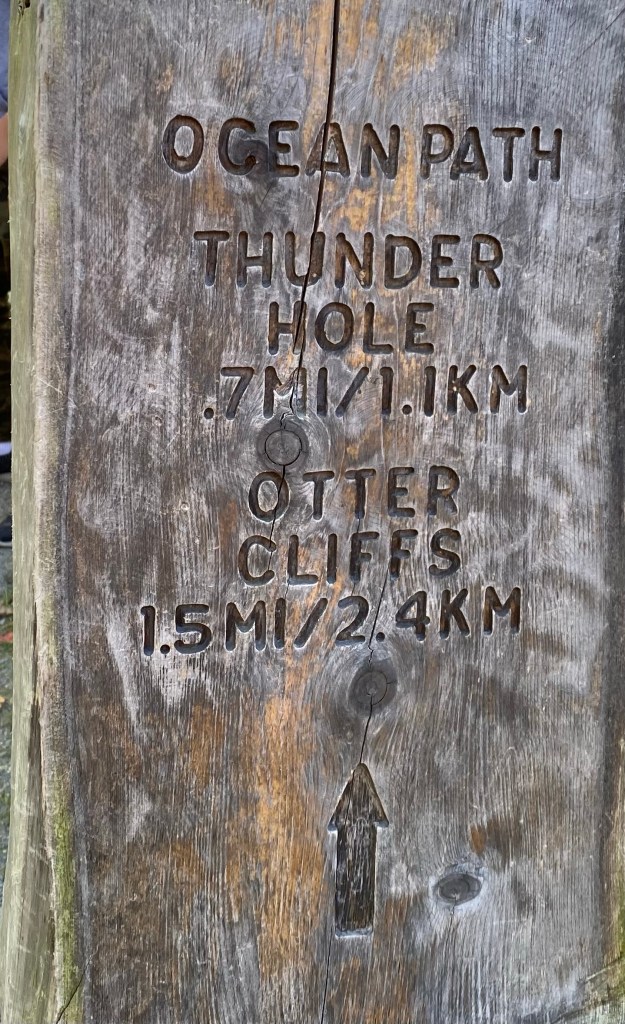 OCEAN PATH
THUNDER
HOLE
.7MI/1.1KM
OTTER
CLIFFS
1.5MI/2.4KM